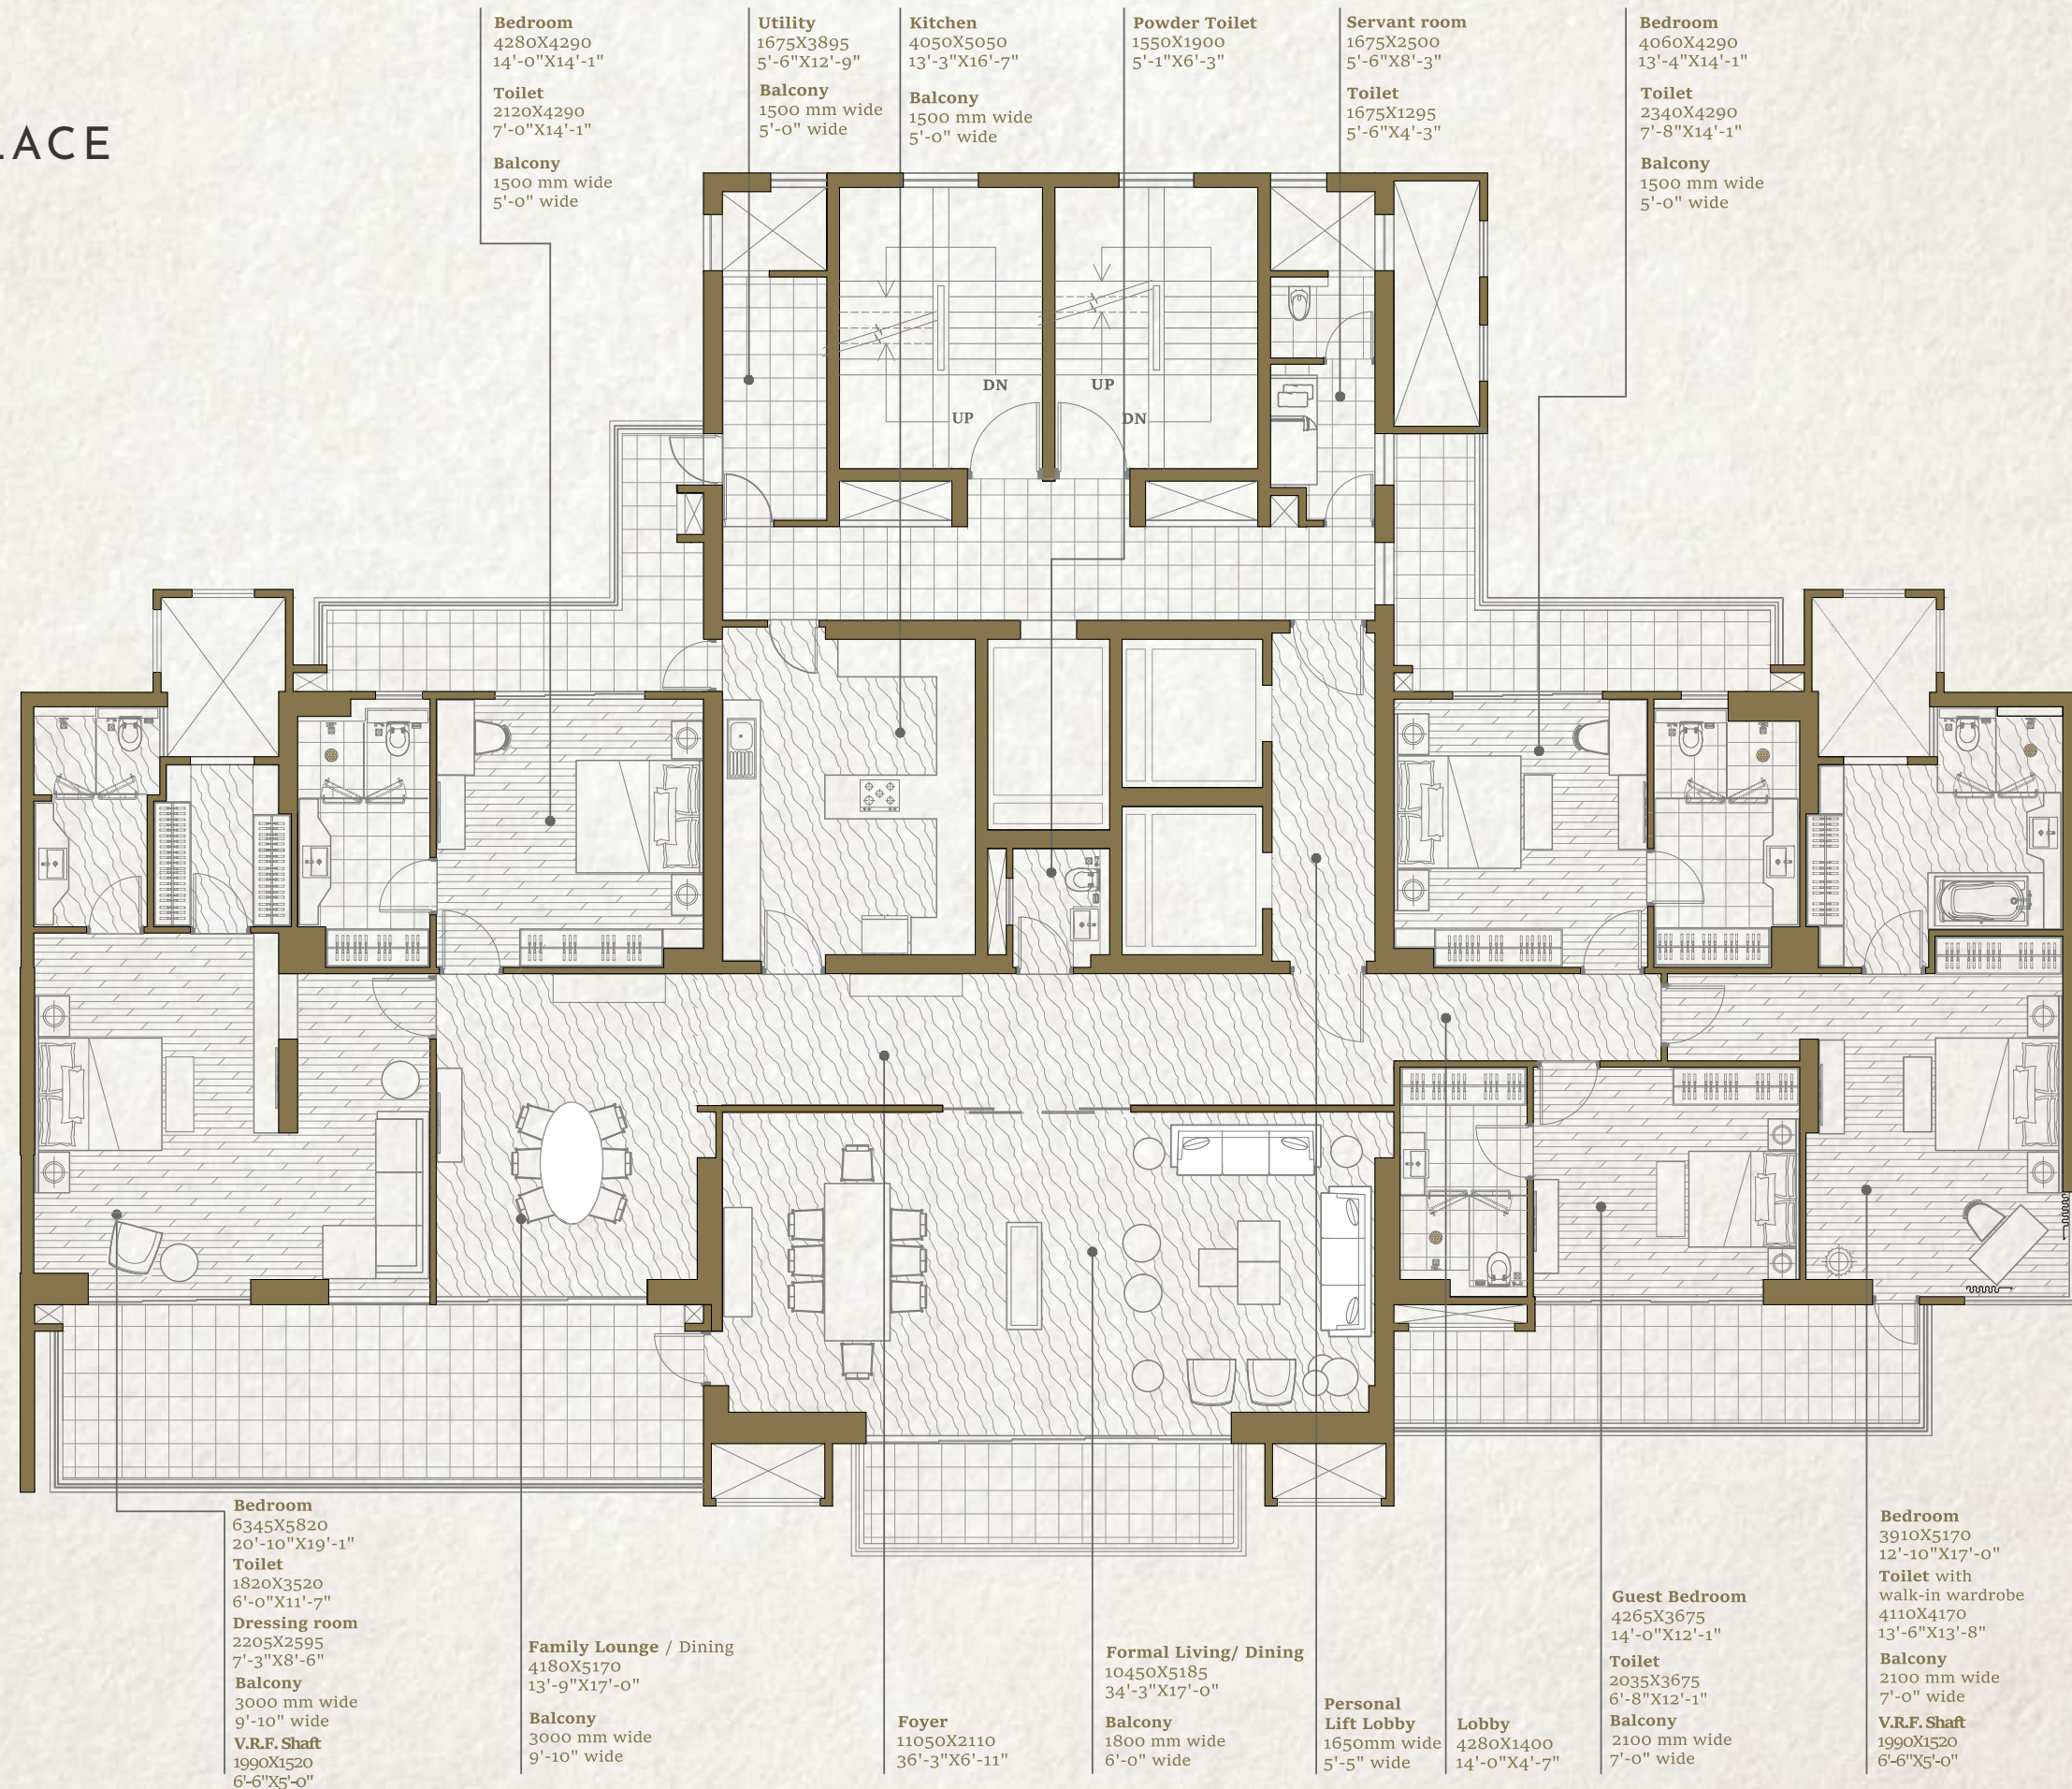 LACE
Bedroom
4280X4290
14'-0"X14'-1"
Toilet
2120X4290
7'-0"X14'-1"
Balcony
1500 mm wide
5'-0" wide
Utility
1675X3895
5'-6"X12'-9"
Balcony
1500 mm wide
5'-0" wide
Kitchen
4050X5050
13'-3"X16'-7"
Balcony
1500 mm wide
5'-0" wide
Powder Toilet
1550X1900
5'-1"X6'-3"
Servant room
1675X2500
5'-6"X8'-3"
Toilet
1675X1295
5'-6"X4'-3"
Bedroom
4060X4290
13'-4"X14'-1"
Toilet
2340X4290
7'-8"X14'-1"
Balcony
1500 mm wide
5'-0" wide
DN
UP
UP
DN
Bedroom
6345X5820
20'-10"X19'-1"
Toilet
1820X3520
6'-0"X11'-7"
Dressing room
2205X2595
7'-3"X8'-6"
Balcony
3000 mm wide
9'-10" wide
V.R.F. Shaft
1990X1520
6'-6"X5'-0"
Family Lounge / Dining
4180X5170
13'-9"X17'-0"
Balcony
3000 mm wide
9'-10" wide
Foyer
11050X2110
36'-3"X6'-11"
Formal Living/ Dining
10450X5185
34'-3"X17'-0"
Balcony
1800 mm wide
6'-0" wide
Personal
Lift Lobby
1650mm wide
5'-5" wide
Lobby
4280X1400
14'-0"X4'-7"
Guest Bedroom
4265X3675
14'-0"X12'-1"
Toilet
2035X3675
6'-8"X12'-1"
Balcony
2100 mm wide
7'-0" wide
Bedroom
3910X5170
12'-10"X17'-0"
Toilet with
walk-in wardrobe
4110X4170
13'-6"X13'-8"
Balcony
2100 mm wide
7'-0" wide
V.R.F. Shaft
1990X1520
6'-6"X5'-0"